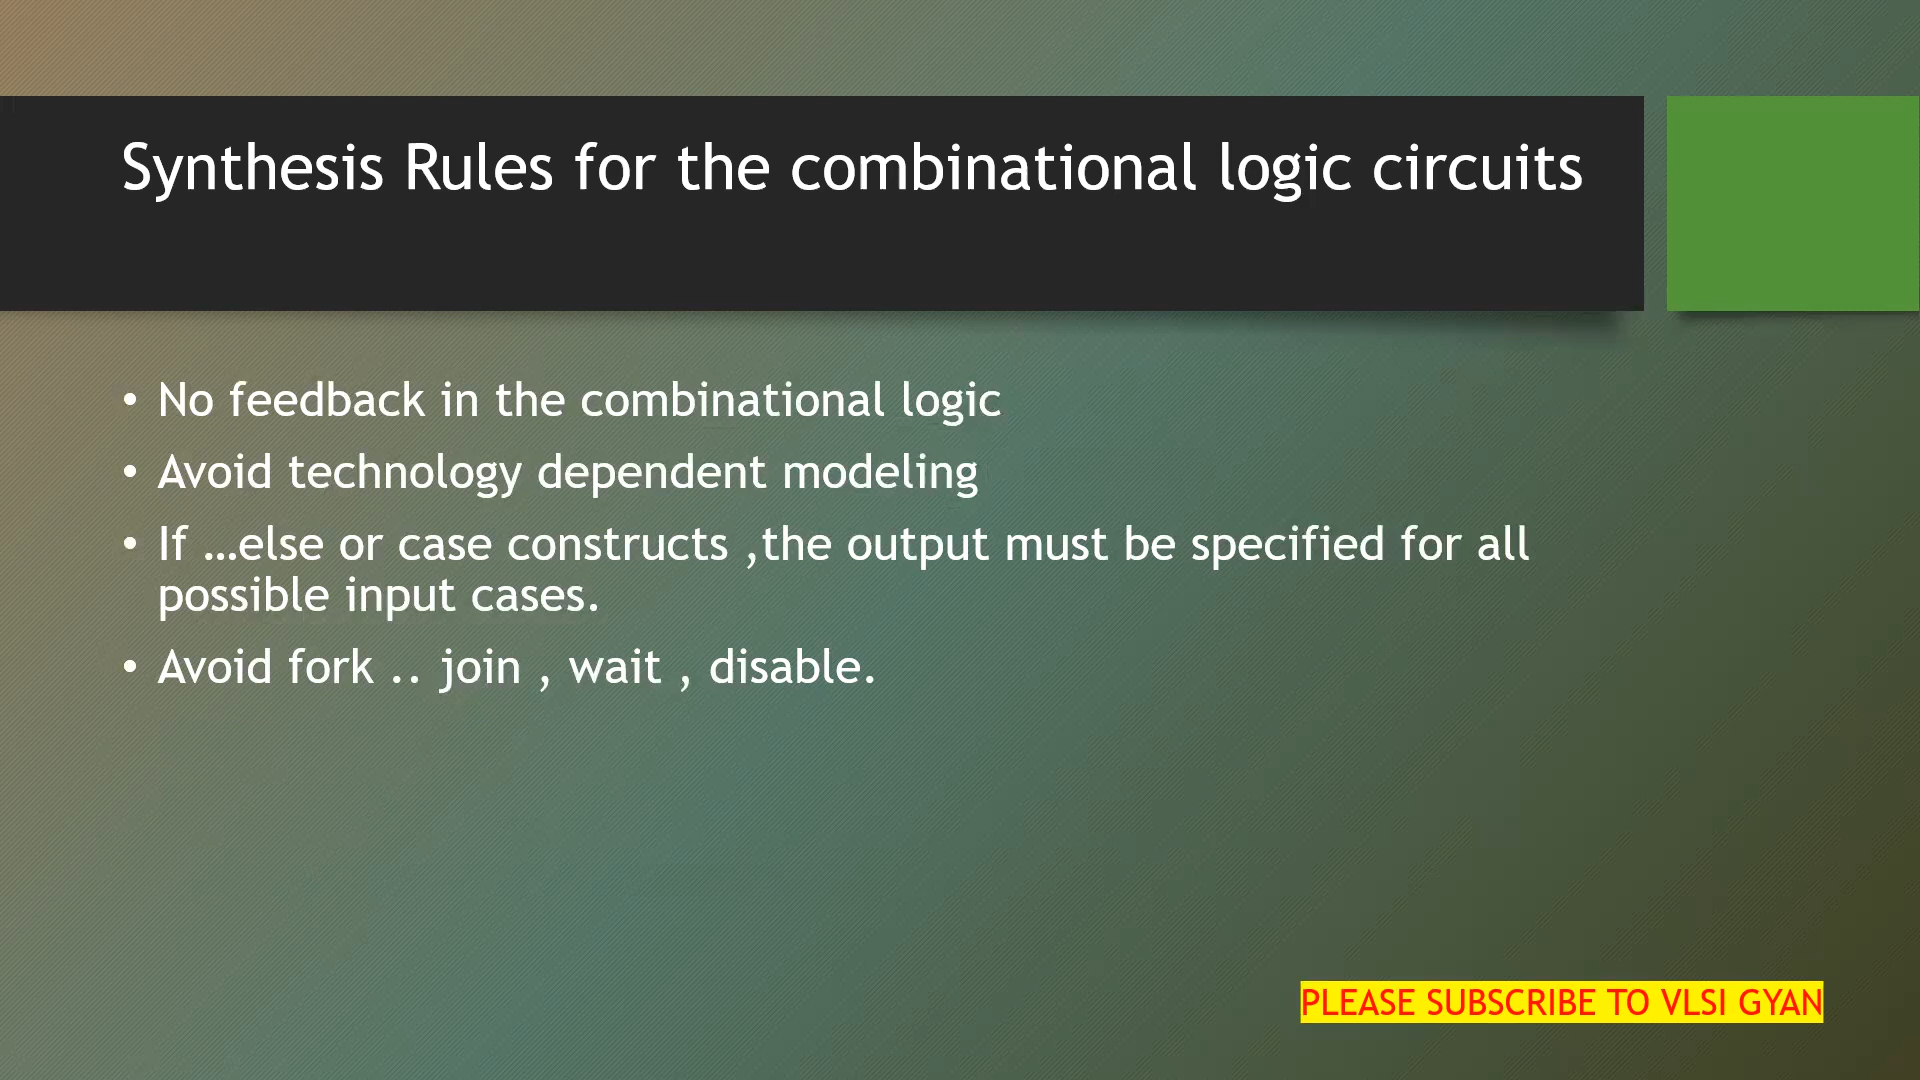 Synthesis Rules for the combinational logic circuits
• No feedback in the combinational logic
• Avoid technology dependent modeling
• If …else or case constructs ,the output must be specified for all
possible input cases.
• Avoid fork .. join , wait , disable.
PLEASE SUBSCRIBE TO VLSI GYAN